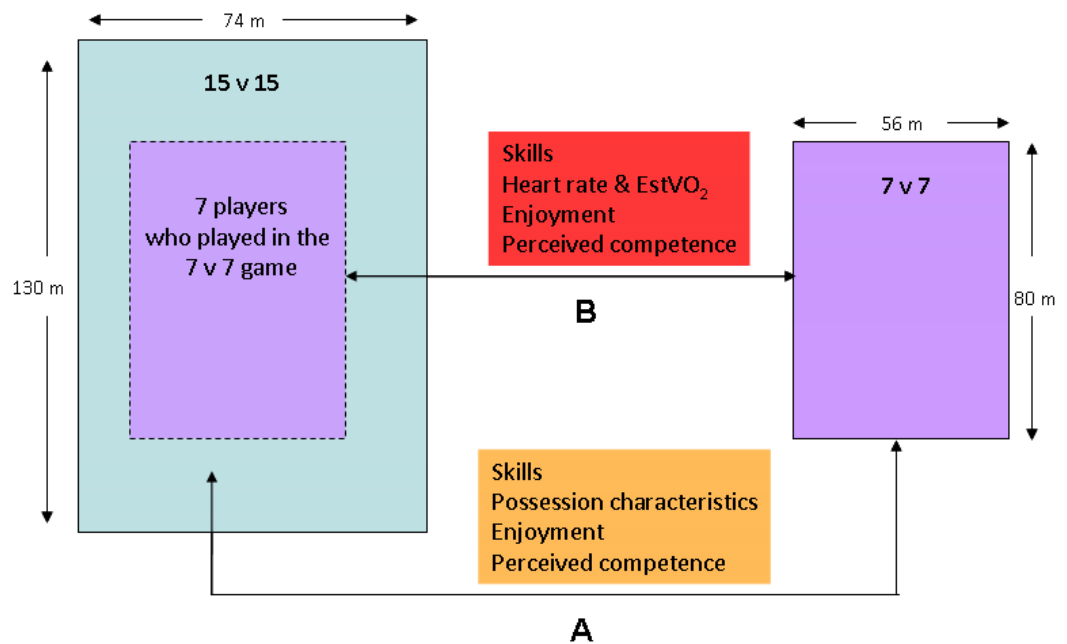 74 m
15 v 15
130 m
7 players
who played in the
7 v 7 game
Skills
Heart rate & EstVO₂
Enjoyment
Perceived competence
B
56 m
7 v 7
80 m
Skills
Possession characteristics
Enjoyment
Perceived competence
A